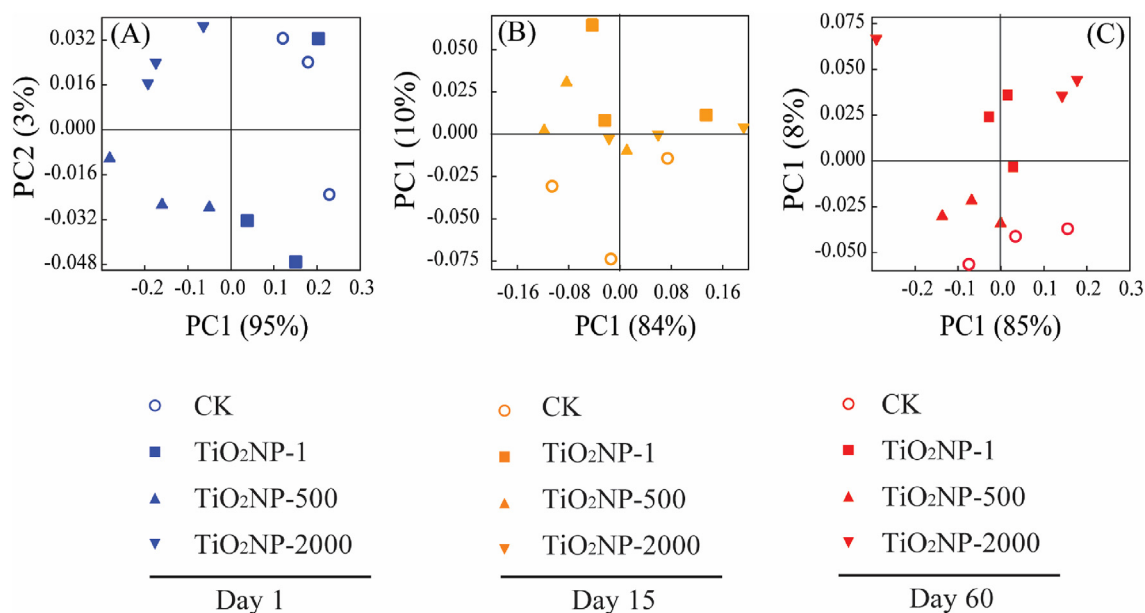 (A)
0.032
0.016
0.000
-0.016
-0.032
-0.048
PC2 (3%)
-0.2 -0.1 0.0 0.1 0.2 0.3
PC1 (95%)
(B)
0.050
0.025
0.000
-0.025
-0.050
-0.075
PC1 (10%)
-0.16 -0.08 0.00 0.08 0.16
PC1 (84%)
(C)
0.075
0.050
0.025
0.000
-0.025
-0.050
PC1 (8%)
-0.2 -0.1 0.0 0.1 0.2 0.3
PC1 (85%)
CK
TiO2NP-1
TiO2NP-500
TiO2NP-2000
Day 1
CK
TiO2NP-1
TiO2NP-500
TiO2NP-2000
Day 15
CK
TiO2NP-1
TiO2NP-500
TiO2NP-2000
Day 60